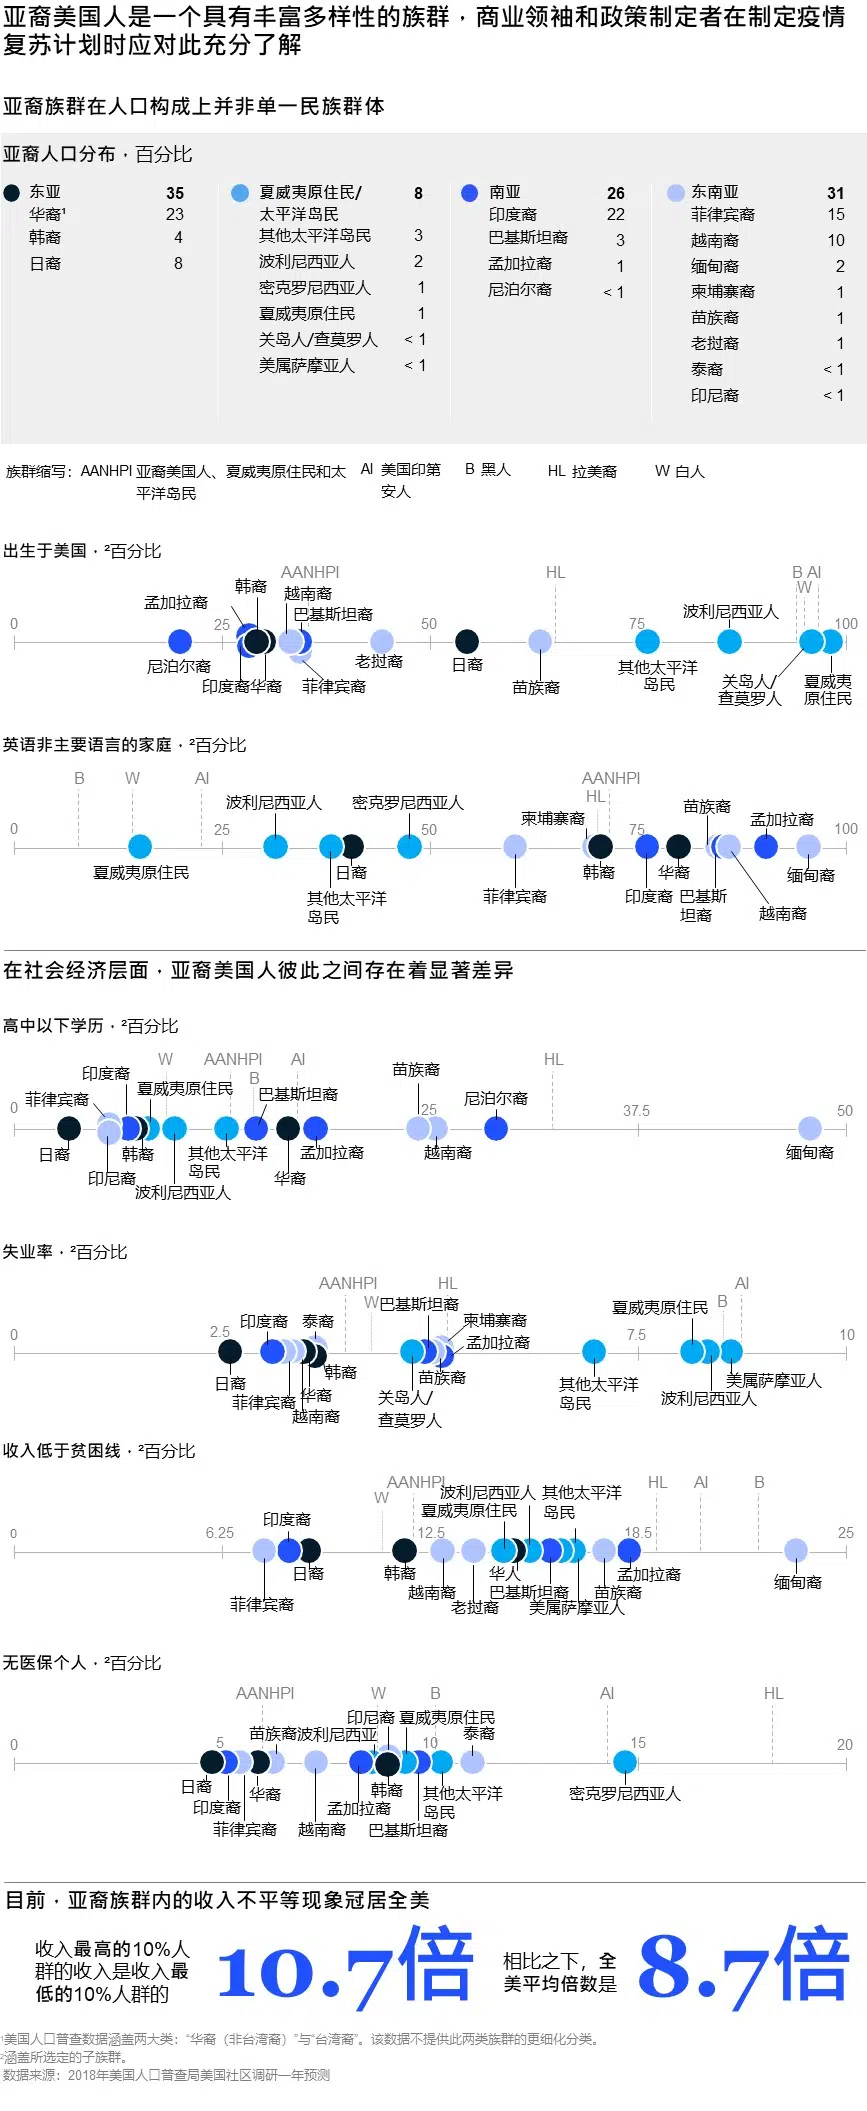 亚裔美国人是一个具有丰富多样性的族群，商业领袖和政策制定者在制定疫情
复苏计划时应对此充分了解
亚裔族群在人口构成上并非单一民族群体
亚裔人口分布，百分比
东亚 35
华裔¹ 23
韩裔 4
日裔 8
夏威夷原住民/ 8
太平洋岛民
其他太平洋岛民 3
波利尼西亚人 2
密克罗尼西亚人 1
夏威夷原住民 1
关岛人/查莫罗人 < 1
美属萨摩亚人 < 1
南亚 26
印度裔 22
巴基斯坦裔 3
孟加拉裔 1
尼泊尔裔 < 1
东南亚 31
菲律宾裔 15
越南裔 10
缅甸裔 2
柬埔寨裔 1
苗族裔 1
老挝裔 1
泰裔 < 1
印尼裔 < 1
族群缩写： AANHPI 亚裔美国人、夏威夷原住民和太
平洋岛民
AI 美国印第
安人
B 黑人
HL 拉美裔
W 白人
出生于美国，²百分比
AANHPI HL B AI
W
韩裔 越南裔
孟加拉裔 巴基斯坦裔 波利尼西亚人
0 25 50 75 100
尼泊尔裔 老挝裔 日裔 其他太平洋
岛民
印度裔 华裔 菲律宾裔 苗族裔 关岛人/
查莫罗人
夏威夷
原住民
英语非主要语言的家庭，²百分比
B W AI AANHPI
HL
波利尼西亚人 密克罗尼西亚人 柬埔寨裔 苗族裔 孟加拉裔
0 25 50 75 100
夏威夷原住民 日裔 韩裔 华裔 缅甸裔
其他太平洋
岛民
菲律宾裔 印度裔 巴基斯
坦裔
越南裔
在社会经济层面，亚裔美国人彼此之间存在着显著差异
高中以下学历，²百分比
W AANHPI AI HL
B
印度裔 苗族裔
菲律宾裔 夏威夷原住民 巴基斯坦裔 尼泊尔裔
0 25 37.5 50
日裔 韩裔 其他太平洋
岛民
孟加拉裔 越南裔 缅甸裔
印尼裔 华裔
波利尼西亚人
失业率，²百分比
AANHPI HL AI
W B
巴基斯坦裔 夏威夷原住民
印度裔 泰裔 柬埔寨裔
孟加拉裔
0 2.5 7.5 10
日裔 韩裔 苗族裔 其他太平洋
岛民
美属萨摩亚人
菲律宾裔 华裔 关岛人/
查莫罗人
波利尼西亚人
越南裔
收入低于贫困线，²百分比
AANHPI HL AI B
W
波利尼西亚人 其他太平洋
岛民
印度裔 夏威夷原住民
0 6.25 12.5 18.5 25
日裔 韩裔 华人 孟加拉裔 缅甸裔
菲律宾裔 越南裔 巴基斯坦裔 苗族裔
老挝裔 美属萨摩亚人
无医保个人，²百分比
AANHPI W B AI HL
印尼裔 夏威夷原住民
苗族裔 波利尼西亚 泰裔
0 5 10 15 20
日裔 华裔 韩裔 其他太平洋
岛民
密克罗尼西亚人
印度裔 孟加拉裔
菲律宾裔 越南裔 巴基斯坦裔
目前，亚裔族群内的收入不平等现象冠居全美
收入最高的10%人
群的收入是收入最
低的10%人群的
10.7倍
相比之下，全
美平均倍数是
8.7倍
¹美国人口普查数据涵盖两大类：“华裔（非台湾裔）”与“台湾裔”。该数据不提供此两类族群的更细化分类。
²涵盖所选定的子族群。
数据来源：2018年美国人口普查局美国社区调研一年预测